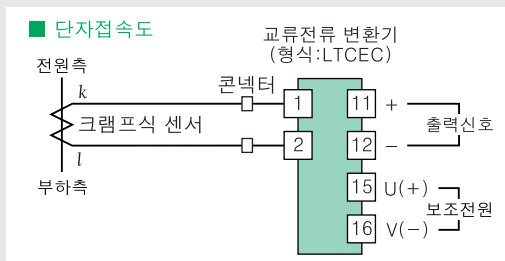 ■ 단자접속도
교류전류 변환기
(형식:LTCEC)
전원측
k
콘넥터
1
11 +
크램프식 센서
출력신호
2
12 −
l
부하측
15 U(+)
보조전원
16 V(−)